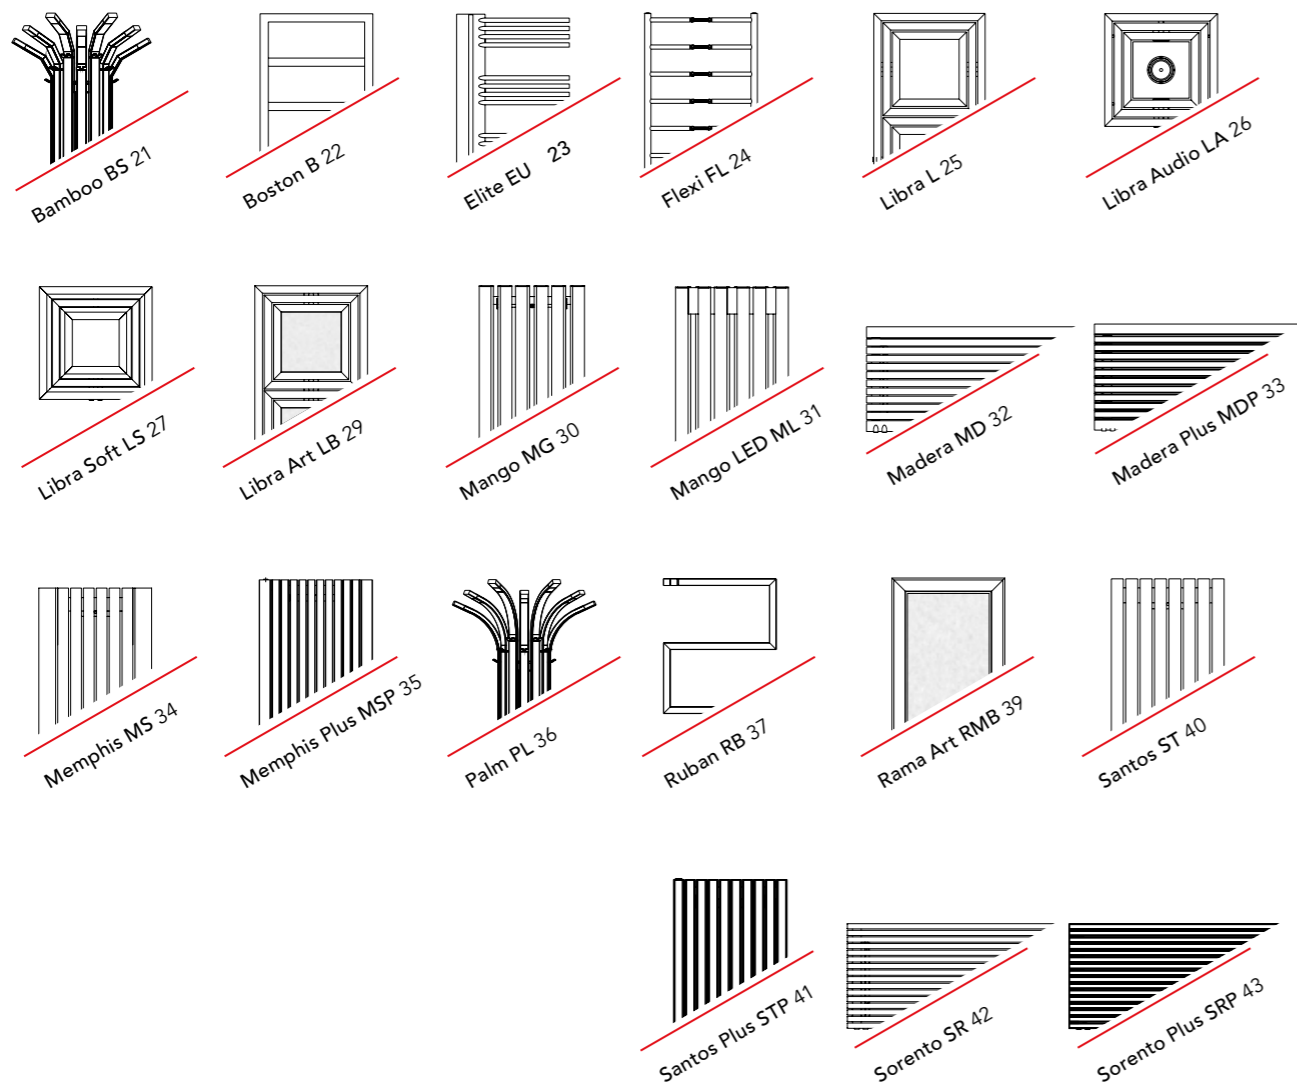 Bamboo BS 21
Boston B 22
Elite EU 23
Flexi FL 24
Libra L 25
Libra Audio LA 26
Libra Soft LS 27
Libra Art LB 29
Mango MG 30
Mango LED ML 31
Madera MD 32
Madera Plus MDP 33
Memphis MS 34
Memphis Plus MSP 35
Palm PL 36
Ruban RB 37
Rama Art RMB 39
Santos ST 40
Santos Plus STP 41
Sorento SR 42
Sorento Plus SRP 43